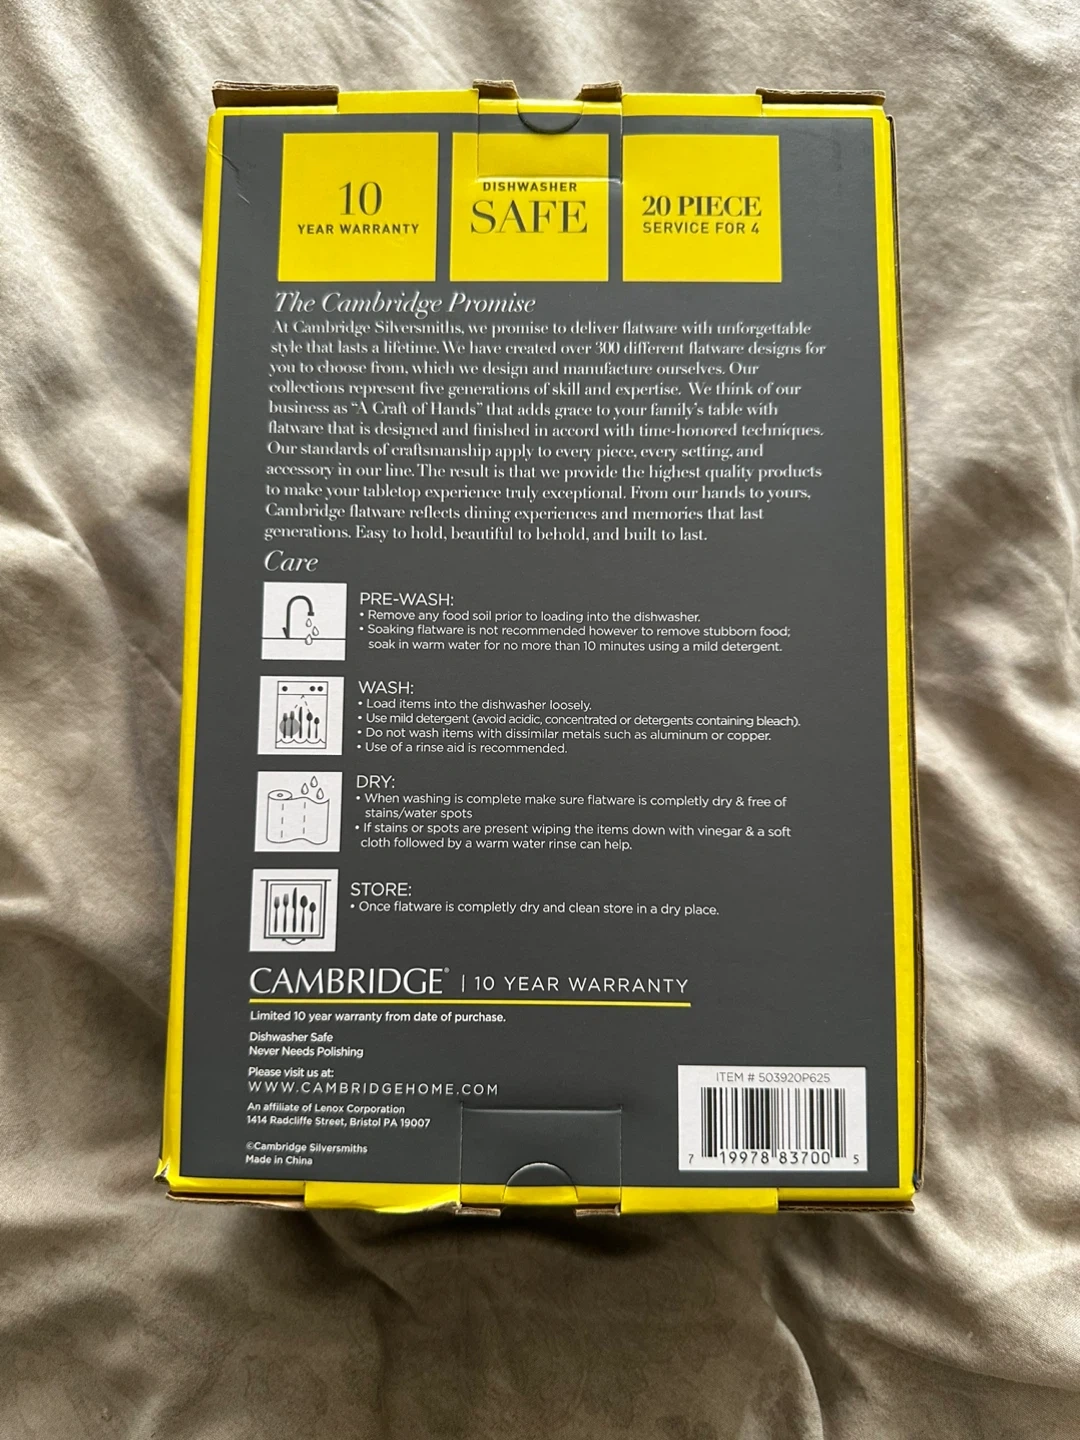 10
YEAR WARRANTY
DISHWASHER
SAFE
20 PIECE
SERVICE FOR 4
The Cambridge Promise
At Cambridge Silversmiths, we promise to deliver flatware with unforgettable
style that lasts a lifetime. We have created over 300 different flatware designs for
you to choose from, which we design and manufacture ourselves. Our
collections represent five generations of skill and expertise. We think of our
business as “A Craft of Hands” that adds grace to your family’s table with
flatware that is designed and finished in accord with time-honored techniques.
Our standards of craftsmanship apply to every piece, every setting, and
accessory in our line. The result is that we provide the highest quality products
to make your tabletop experience truly exceptional. From our hands to yours,
Cambridge flatware reflects dining experiences and memories that last
generations. Easy to hold, beautiful to behold, and built to last.
Care
PRE-WASH:
• Remove any food soil prior to loading into the dishwasher.
• Soaking flatware is not recommended however to remove stubborn food;
soak in warm water for no more than 10 minutes using a mild detergent.
WASH:
• Load items into the dishwasher loosely.
• Use mild detergent (avoid acidic, concentrated or detergents containing bleach).
• Do not wash items with dissimilar metals such as aluminum or copper.
• Use of a rinse aid is recommended.
DRY:
• When washing is complete make sure flatware is completly dry & free of
stains/water spots
• If stains or spots are present wiping the items down with vinegar & a soft
cloth followed by a warm water rinse can help.
STORE:
• Once flatware is completly dry and clean store in a dry place.
CAMBRIDGE® | 10 YEAR WARRANTY
Limited 10 year warranty from date of purchase.
Dishwasher Safe
Never Needs Polishing
Please visit us at:
WWW.CAMBRIDGEHOME.COM
An affiliate of Lenox Corporation
1414 Radcliffe Street, Bristol PA 19007
©Cambridge Silversmiths
Made in China
ITEM # 503920P625
7 19978 83700 5